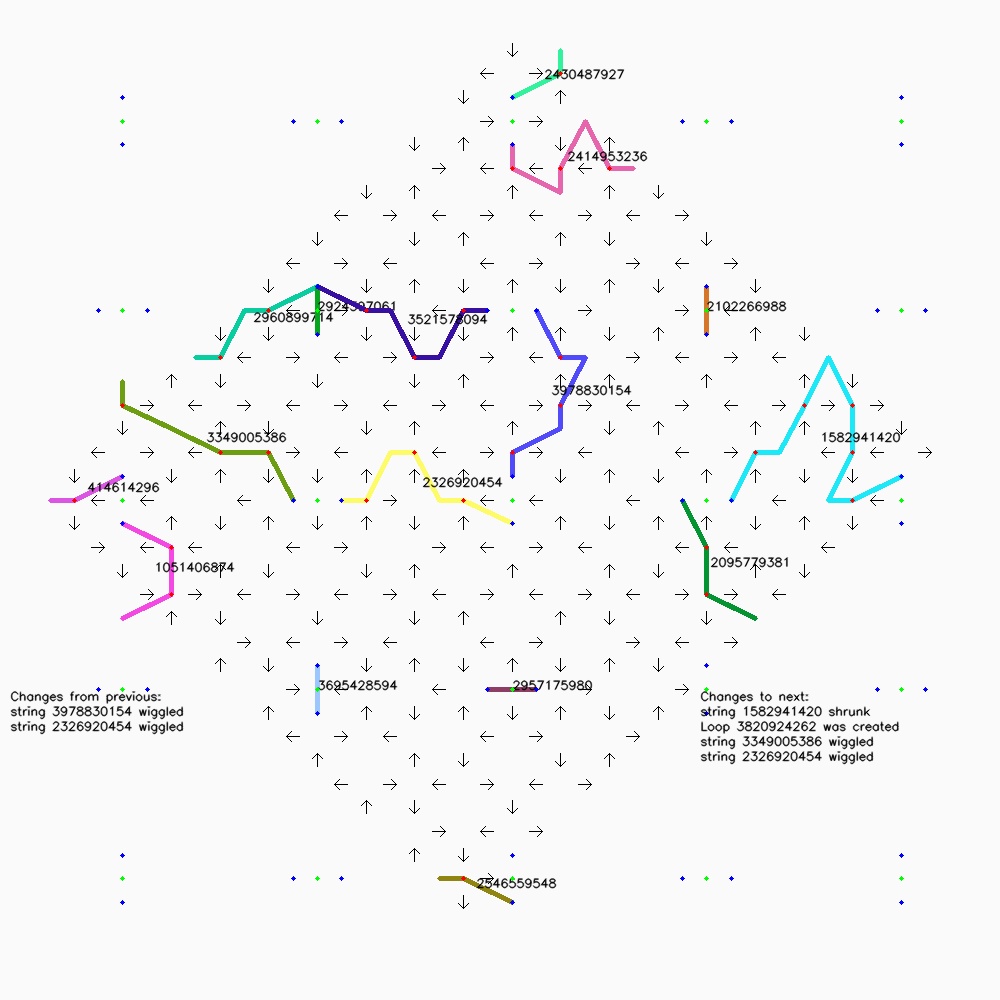 2430487927
2414953236
2924397061
2102266988
2960899714
3521578094
3978830154
3349005386
1582941420
2326920454
414614296
2095779381
1051406874
3695428594
2957175980
Changes from previous:
string 3978830154 wiggled
string 2326920454 wiggled
Changes to next:
string 1582941420 shrunk
Loop 3820924262 was created
string 3349005386 wiggled
string 2326920454 wiggled
2546559548